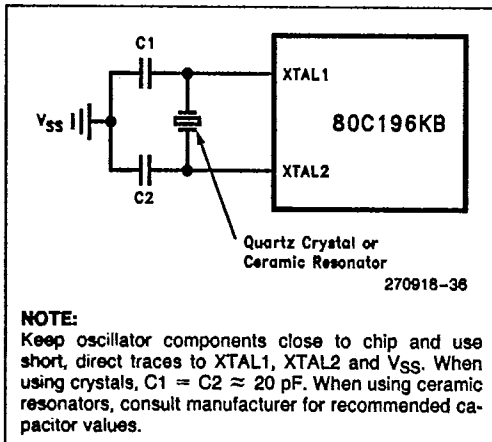 C1
XTAL1
80C196KB
VSS
XTAL2
C2
Quartz Crystal or
Ceramic Resonator
270918-36
NOTE:
Keep oscillator components close to chip and use
short, direct traces to XTAL1, XTAL2 and VSS. When
using crystals, C1 = C2 ≈ 20 pF. When using ceramic
resonators, consult manufacturer for recommended ca-
pacitor values.